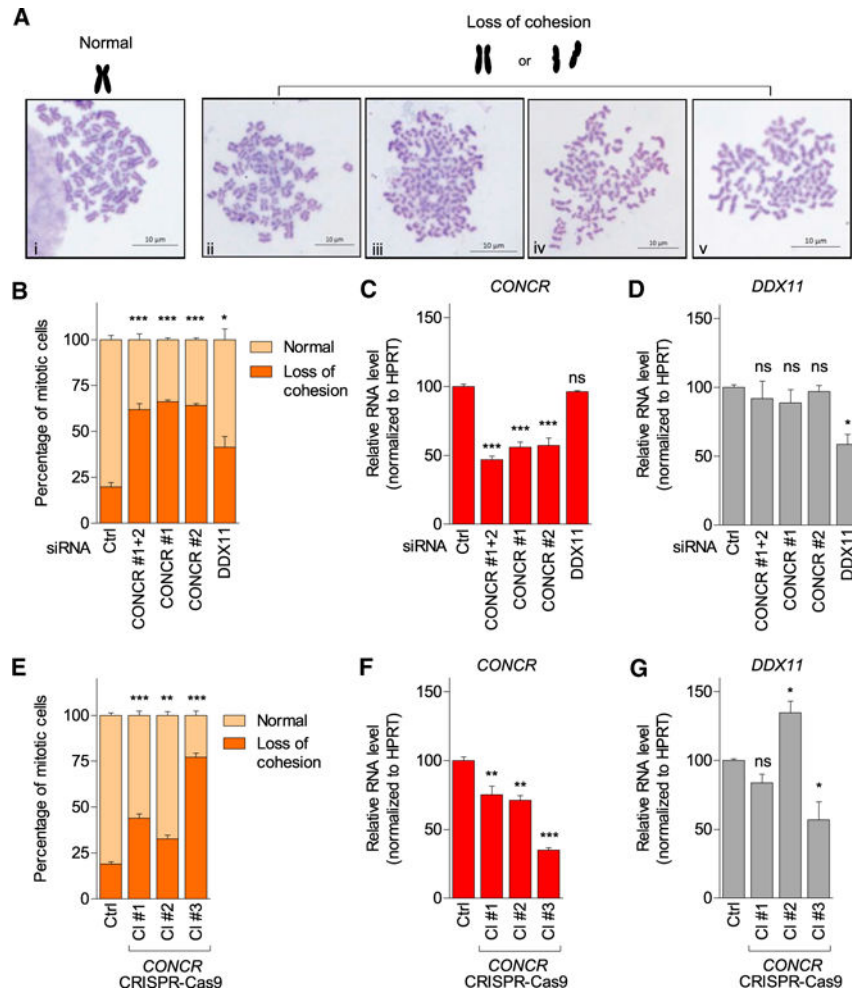 A
Normal
Loss of cohesion
or
i
10 µm
ii
10 µm
iii
10 µm
iv
10 µm
v
10 µm
B
Percentage of mitotic cells
100
75
50
25
0
*** *** *** *
Normal
Loss of
cohesion
siRNA
Ctrl
CONCR #1+2
CONCR #1
CONCR #2
DDX11
C
CONCR
Relative RNA level
(normalized to HPRT)
150
100
50
0
*** *** *** ns
siRNA
Ctrl
CONCR #1+2
CONCR #1
CONCR #2
DDX11
D
DDX11
Relative RNA level
(normalized to HPRT)
150
100
50
0
ns ns ns *
siRNA
Ctrl
CONCR #1+2
CONCR #1
CONCR #2
DDX11
E
Percentage of mitotic cells
100
75
50
25
0
*** ** ***
Normal
Loss of
cohesion
Ctrl
Cl #1
Cl #2
Cl #3
CONCR
CRISPR-Cas9
F
CONCR
Relative RNA level
(normalized to HPRT)
150
100
50
0
** ** ***
Ctrl
Cl #1
Cl #2
Cl #3
CONCR
CRISPR-Cas9
G
DDX11
Relative RNA level
(normalized to HPRT)
150
100
50
0
ns * *
Ctrl
Cl #1
Cl #2
Cl #3
CONCR
CRISPR-Cas9